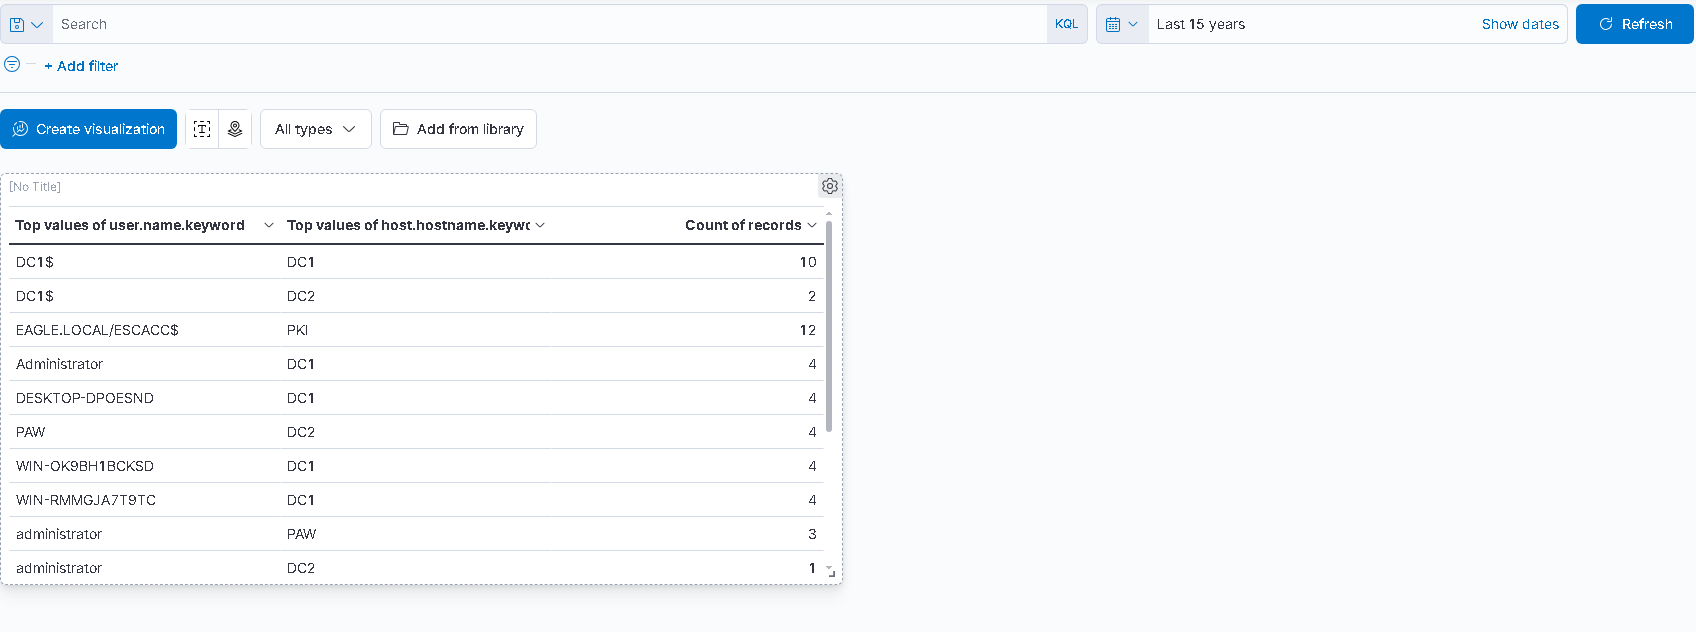 Search KQL Last 15 years Show dates Refresh
+ Add filter
Create visualization All types Add from library
[No Title]
Top values of user.name.keyword Top values of host.hostname.keywo Count of records
DC1$ DC1 10
DC1$ DC2 2
EAGLE.LOCAL/ESCACC$ PKI 12
Administrator DC1 4
DESKTOP-DPOESND DC1 4
PAW DC2 4
WIN-OK9BH1BCKSD DC1 4
WIN-RMMGJA7T9TC DC1 4
administrator PAW 3
administrator DC2 1